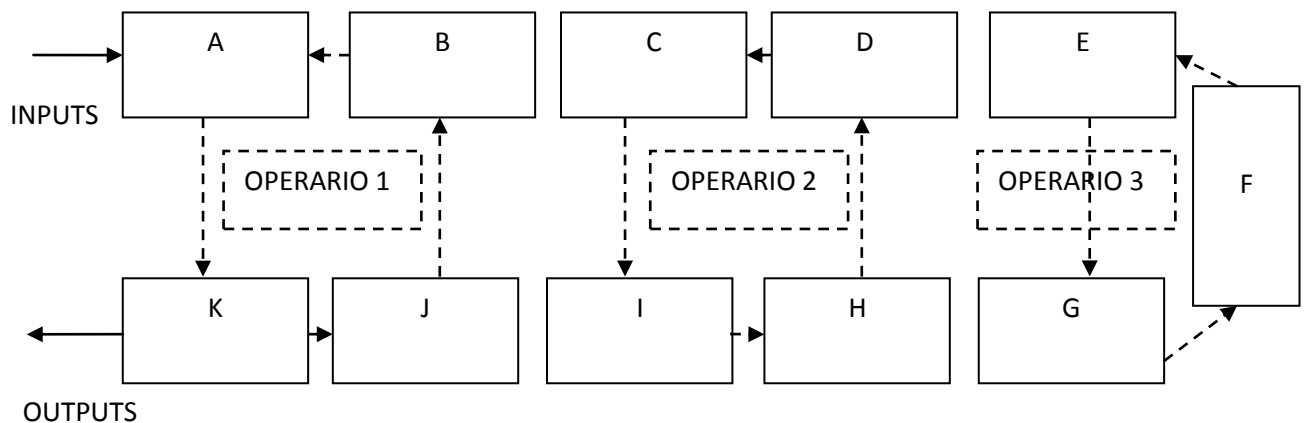 A
B
C
D
E
INPUTS
F
OPERARIO 1
OPERARIO 2
OPERARIO 3
K
J
I
H
G
OUTPUTS